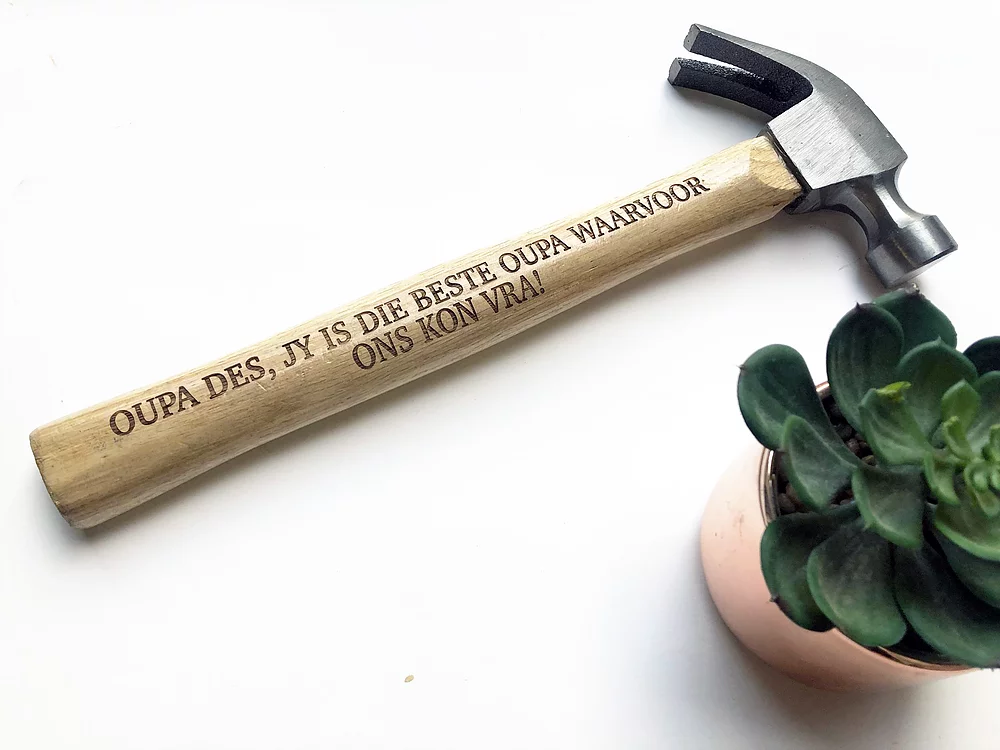 OUPA DES, JY IS DIE BESTE OUPA WAARVOOR
ONS KON VRA!